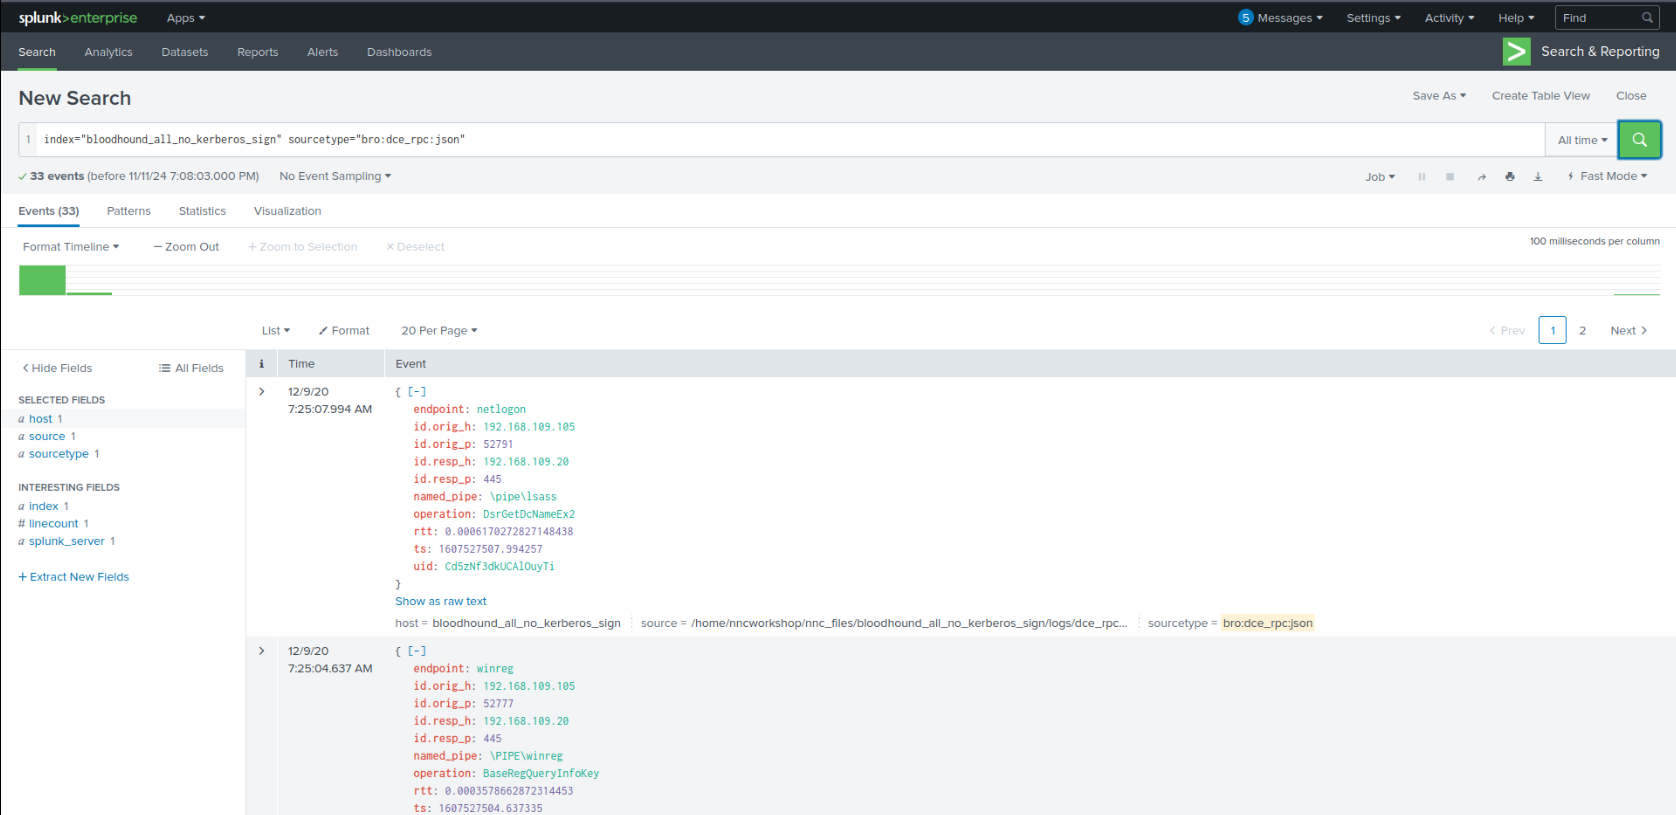 splunk>enterprise Apps 5 Messages Settings Activity Help Find
Search Analytics Datasets Reports Alerts Dashboards Search & Reporting
New Search
Save As Create Table View Close
1 index="bloodhound_all_no_kerberos_sign" sourcetype="bro:dce_rpc:json" All time
33 events (before 11/11/24 7:08:03.000 PM) No Event Sampling Job Fast Mode
Events (33) Patterns Statistics Visualization
Format Timeline — Zoom Out + Zoom to Selection × Deselect 100 milliseconds per column
List Format 20 Per Page < Prev 1 2 Next >
< Hide Fields All Fields i Time Event
SELECTED FIELDS
a host 1
a source 1
a sourcetype 1
INTERESTING FIELDS
a index 1
# linecount 1
a splunk_server 1
+ Extract New Fields
> 12/9/20 { [-]
7:25:07.994 AM endpoint: netlogon
id.orig_h: 192.168.109.105
id.orig_p: 52791
id.resp_h: 192.168.109.20
id.resp_p: 445
named_pipe: \pipe\lsass
operation: DsrGetDcNameEx2
rtt: 0.0006170272827148438
ts: 1607527507.994257
uid: Cd5zNf3dkUCAlOuyTi
}
Show as raw text
host = bloodhound_all_no_kerberos_sign source = /home/nncworkshop/nnc_files/bloodhound_all_no_kerberos_sign/logs/dce_rpc... sourcetype = bro:dce_rpc:json
> 12/9/20 { [-]
7:25:04.637 AM endpoint: winreg
id.orig_h: 192.168.109.105
id.orig_p: 52777
id.resp_h: 192.168.109.20
id.resp_p: 445
named_pipe: \PIPE\winreg
operation: BaseRegQueryInfoKey
rtt: 0.0003578662872314453
ts: 1607527504.637335